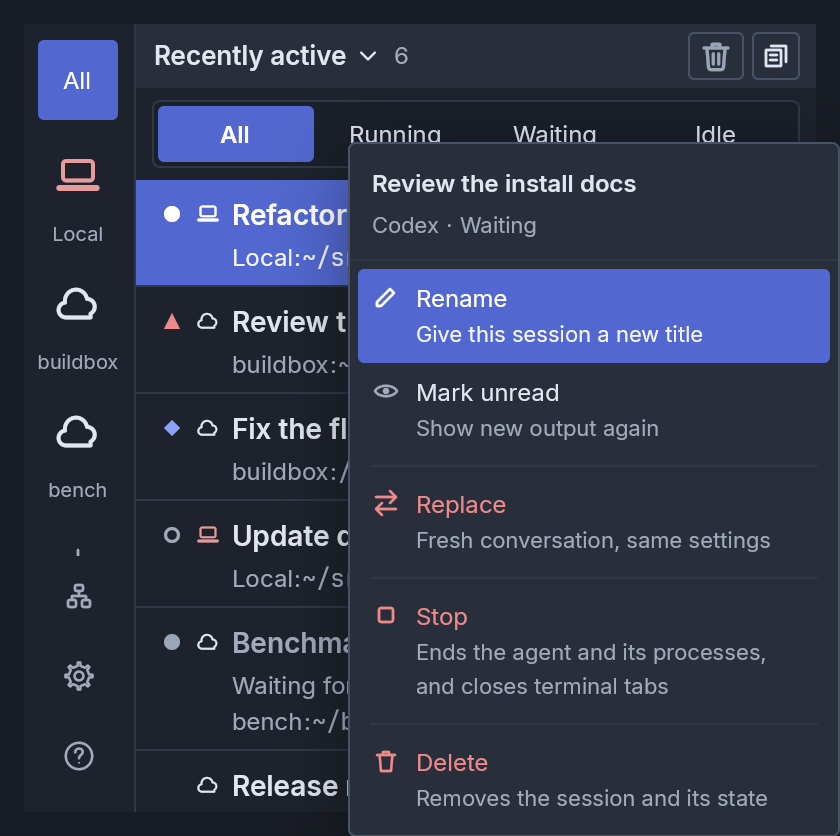 All
Local
buildbox
bench
Recently active 6
All Running Waiting Idle
Refactor
Local:~/s
Review t
buildbox:~
Fix the fl
buildbox:/
Update
Local:~/s
Benchma
Waiting for
bench:~/b
Release
Review the install docs
Codex · Waiting
Rename
Give this session a new title
Mark unread
Show new output again
Replace
Fresh conversation, same settings
Stop
Ends the agent and its processes,
and closes terminal tabs
Delete
Removes the session and its state